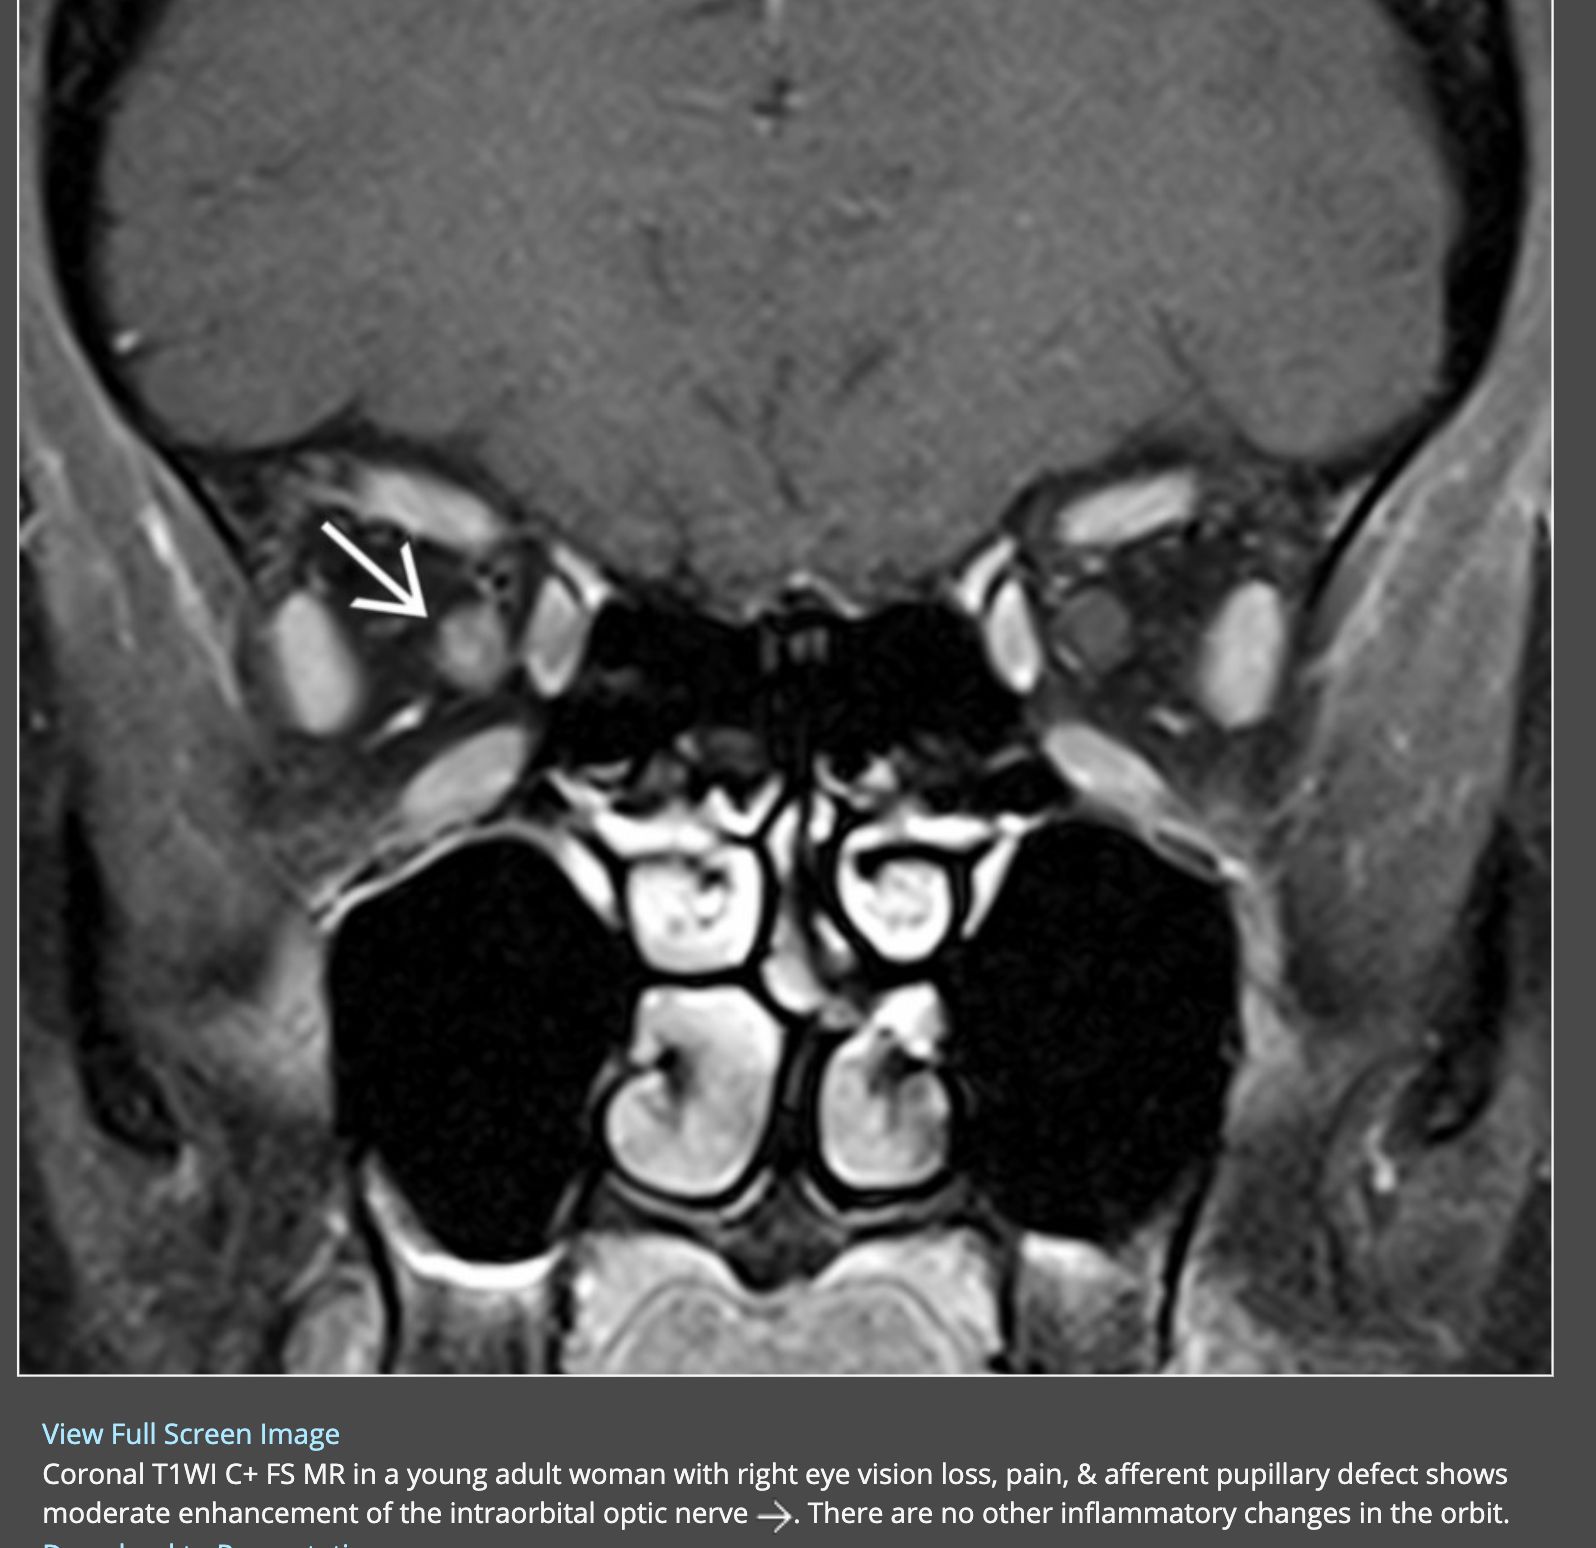 View Full Screen Image
Coronal T1WI C+ FS MR in a young adult woman with right eye vision loss, pain, & afferent pupillary defect shows
moderate enhancement of the intraorbital optic nerve →. There are no other inflammatory changes in the orbit.